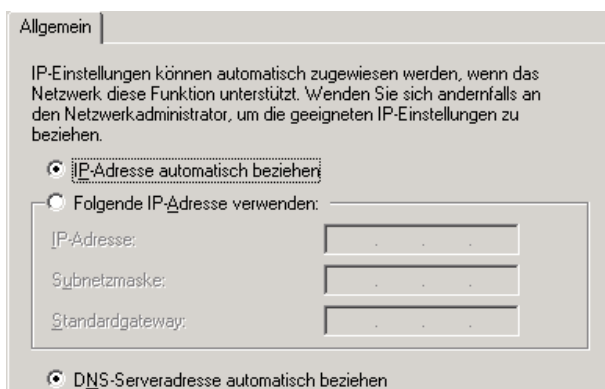 Allgemein
IP-Einstellungen können automatisch zugewiesen werden, wenn das
Netzwerk diese Funktion unterstützt. Wenden Sie sich andernfalls an
den Netzwerkadministrator, um die geeigneten IP-Einstellungen zu
beziehen.
IP-Adresse automatisch beziehen
Folgende IP-Adresse verwenden:
IP-Adresse:
Subnetzmaske:
Standardgateway:
DNS-Serveradresse automatisch beziehen